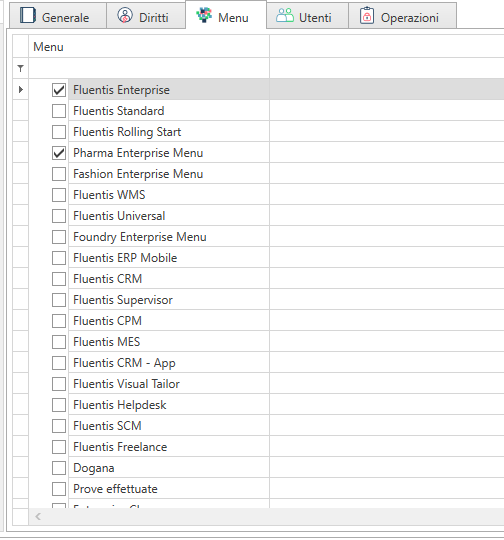 Generale Diritti Menu Utenti Operazioni
Menu
Fluentis Enterprise
Fluentis Standard
Fluentis Rolling Start
Pharma Enterprise Menu
Fashion Enterprise Menu
Fluentis WMS
Fluentis Universal
Foundry Enterprise Menu
Fluentis ERP Mobile
Fluentis CRM
Fluentis Supervisor
Fluentis CPM
Fluentis MES
Fluentis CRM - App
Fluentis Visual Tailor
Fluentis Helpdesk
Fluentis SCM
Fluentis Freelance
Dogana
Prove effettuate